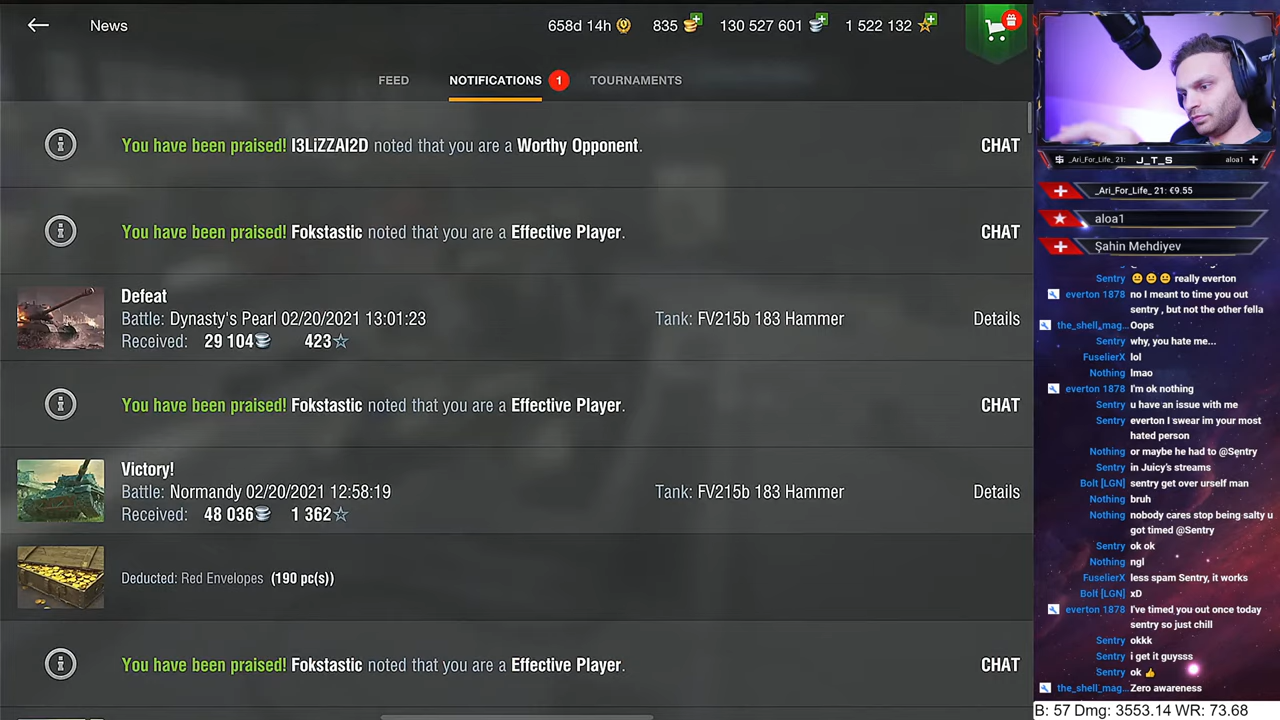 News
658d 14h
835
130 527 601
1 522 132
FEED
NOTIFICATIONS 1
TOURNAMENTS
You have been praised! I3LiZZAI2D noted that you are a Worthy Opponent.
CHAT
You have been praised! Fokstastic noted that you are a Effective Player.
CHAT
Defeat
Battle: Dynasty's Pearl 02/20/2021 13:01:23
Tank: FV215b 183 Hammer
Details
Received: 29 104 423
You have been praised! Fokstastic noted that you are a Effective Player.
CHAT
Victory!
Battle: Normandy 02/20/2021 12:58:19
Tank: FV215b 183 Hammer
Details
Received: 48 036 1 362
Deducted: Red Envelopes (190 pc(s))
You have been praised! Fokstastic noted that you are a Effective Player.
CHAT
_Ari_For_Life_ 21:
J_T_S
aloa1
_Ari_For_Life_ 21: €9.55
aloa1
Şahin Mehdiyev
Sentry 😐 😐 😐 really everton
everton 1878 no I meant to time you out
sentry , but not the other fella
the_shell_mag... Oops
Sentry why, you hate me...
FuselierX lol
Nothing lmao
everton 1878 I'm ok nothing
Sentry u have an issue with me
Sentry everton I swear im your most
hated person
Nothing or maybe he had to @Sentry
Sentry in Juicy's streams
Bolt [LGN] sentry get over urself man
Nothing bruh
Nothing nobody cares stop being salty u
got timed @Sentry
Sentry ok ok
Nothing ngl
FuselierX less spam Sentry, it works
Bolt [LGN] xD
everton 1878 I've timed you out once today
sentry so just chill
Sentry okkk
Sentry i get it guysss
Sentry ok 👍
the_shell_mag... Zero awareness
B: 57 Dmg: 3553.14 WR: 73.68